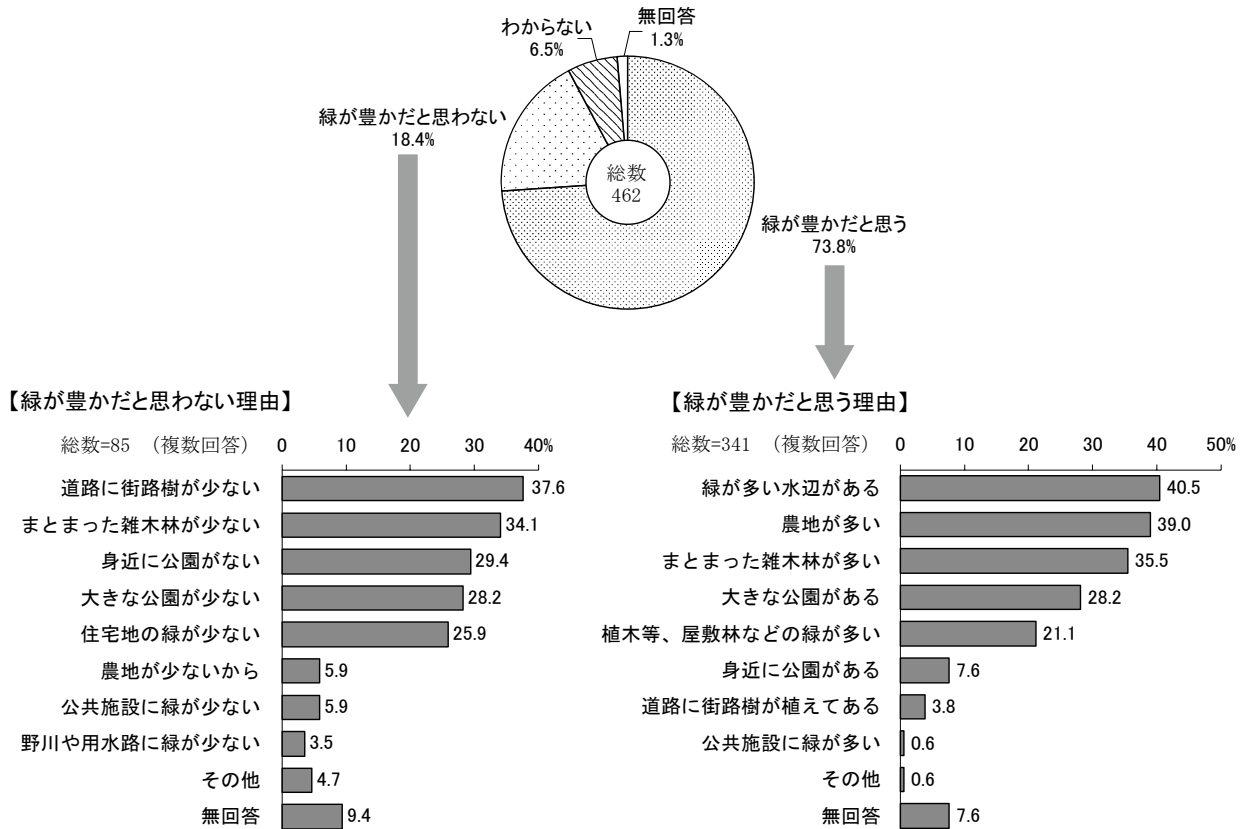 無回答
1.3%
わからない
6.5%
緑が豊かだと思わない
18.4%
総数
462
緑が豊かだと思う
73.8%
【緑が豊かだと思わない理由】
総数=85 (複数回答)
0 10 20 30 40%
道路に街路樹が少ない 37.6
まとまった雑木林が少ない 34.1
身近に公園がない 29.4
大きな公園が少ない 28.2
住宅地の緑が少ない 25.9
農地が少ないから 5.9
公共施設に緑が少ない 5.9
野川や用水路に緑が少ない 3.5
その他 4.7
無回答 9.4
【緑が豊かだと思う理由】
総数=341 (複数回答)
0 10 20 30 40 50%
緑が多い水辺がある 40.5
農地が多い 39.0
まとまった雑木林が多い 35.5
大きな公園がある 28.2
植木等、屋敷林などの緑が多い 21.1
身近に公園がある 7.6
道路に街路樹が植えてある 3.8
公共施設に緑が多い 0.6
その他 0.6
無回答 7.6